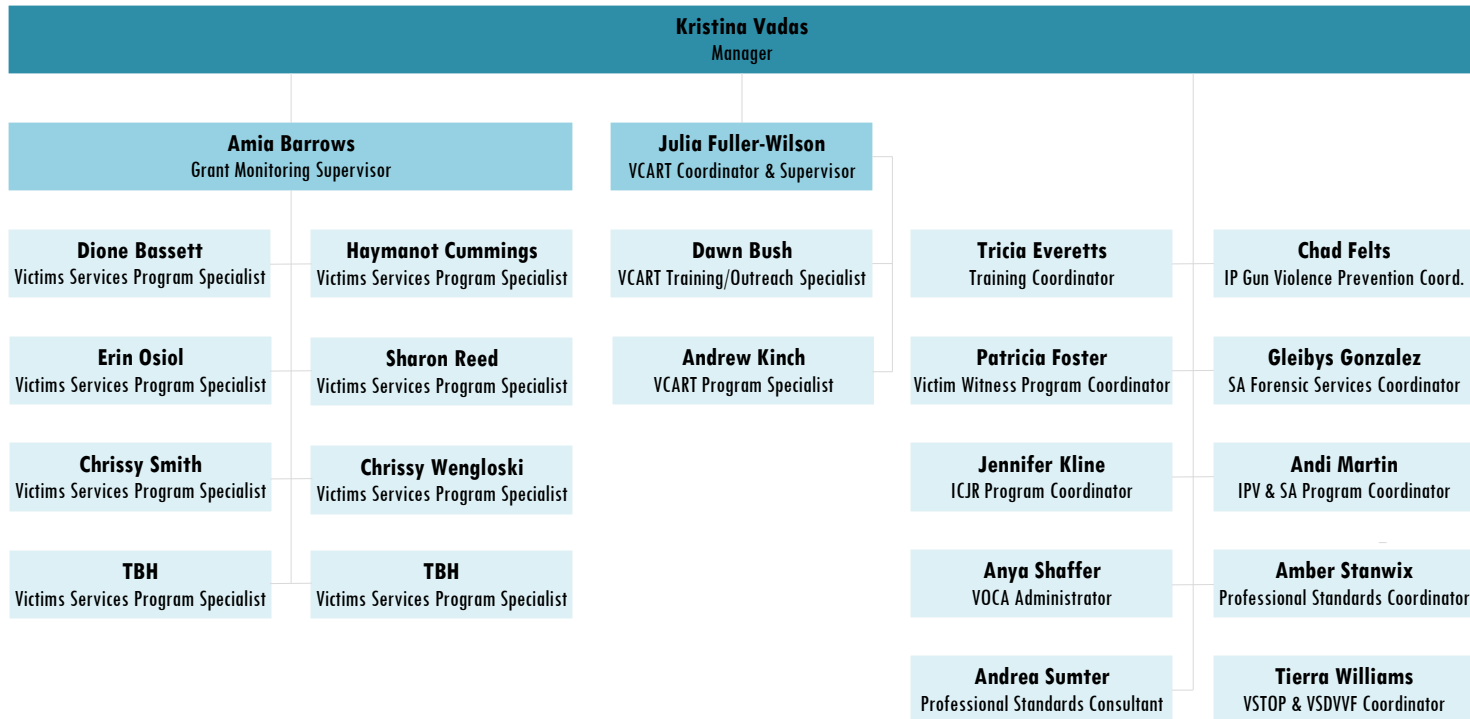 Kristina Vadas
Manager
Amia Barrows
Grant Monitoring Supervisor
Julia Fuller-Wilson
VCART Coordinator & Supervisor
Dione Bassett
Victims Services Program Specialist
Haymanot Cummings
Victims Services Program Specialist
Dawn Bush
VCART Training/Outreach Specialist
Tricia Everetts
Training Coordinator
Chad Felts
IP Gun Violence Prevention Coord.
Erin Osiol
Victims Services Program Specialist
Sharon Reed
Victims Services Program Specialist
Andrew Kinch
VCART Program Specialist
Patricia Foster
Victim Witness Program Coordinator
Gleibys Gonzalez
SA Forensic Services Coordinator
Chrissy Smith
Victims Services Program Specialist
Chrissy Wengloski
Victims Services Program Specialist
Jennifer Kline
ICJR Program Coordinator
Andi Martin
IPV & SA Program Coordinator
TBH
Victims Services Program Specialist
TBH
Victims Services Program Specialist
Anya Shaffer
VOCA Administrator
Amber Stanwix
Professional Standards Coordinator
Andrea Sumter
Professional Standards Consultant
Tierra Williams
VSTOP & VSDVVF Coordinator